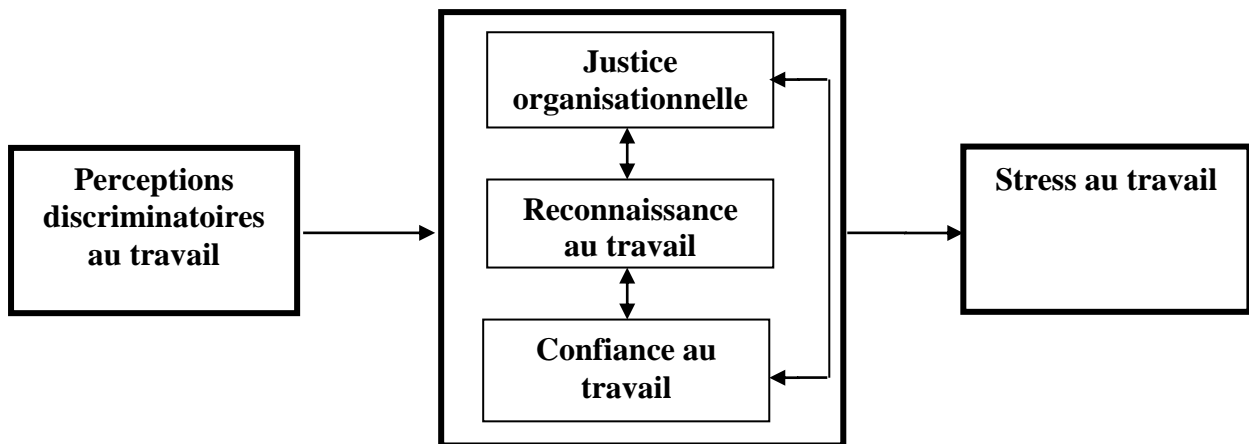 Perceptions
discriminatoires
au travail
Justice
organisationnelle
Reconnaissance
au travail
Confiance au
travail
Stress au travail